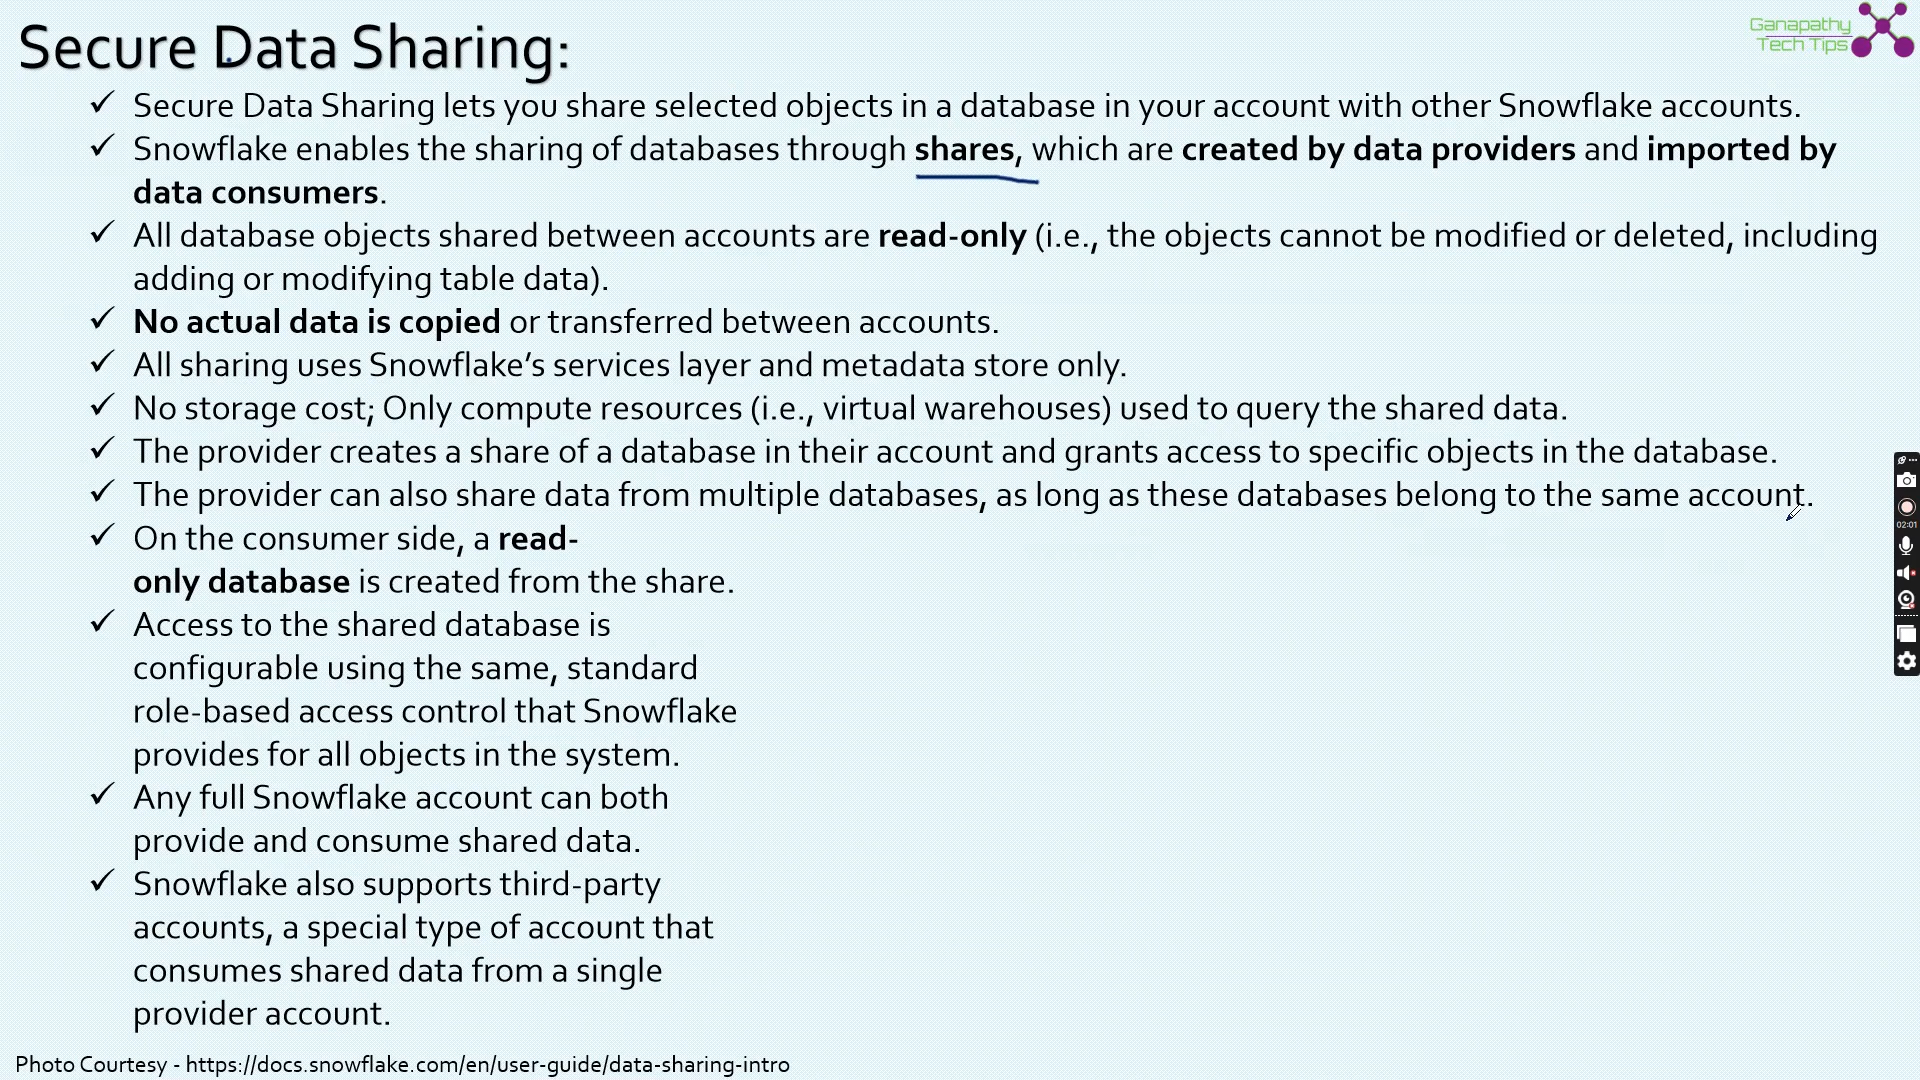 Secure Data Sharing:
Ganapathy
Tech Tips
✓ Secure Data Sharing lets you share selected objects in a database in your account with other Snowflake accounts.
✓ Snowflake enables the sharing of databases through shares, which are created by data providers and imported by
data consumers.
✓ All database objects shared between accounts are read-only (i.e., the objects cannot be modified or deleted, including
adding or modifying table data).
✓ No actual data is copied or transferred between accounts.
✓ All sharing uses Snowflake’s services layer and metadata store only.
✓ No storage cost; Only compute resources (i.e., virtual warehouses) used to query the shared data.
✓ The provider creates a share of a database in their account and grants access to specific objects in the database.
✓ The provider can also share data from multiple databases, as long as these databases belong to the same account.
✓ On the consumer side, a read-
only database is created from the share.
✓ Access to the shared database is
configurable using the same, standard
role-based access control that Snowflake
provides for all objects in the system.
✓ Any full Snowflake account can both
provide and consume shared data.
✓ Snowflake also supports third-party
accounts, a special type of account that
consumes shared data from a single
provider account.
02:01
Photo Courtesy - https://docs.snowflake.com/en/user-guide/data-sharing-intro